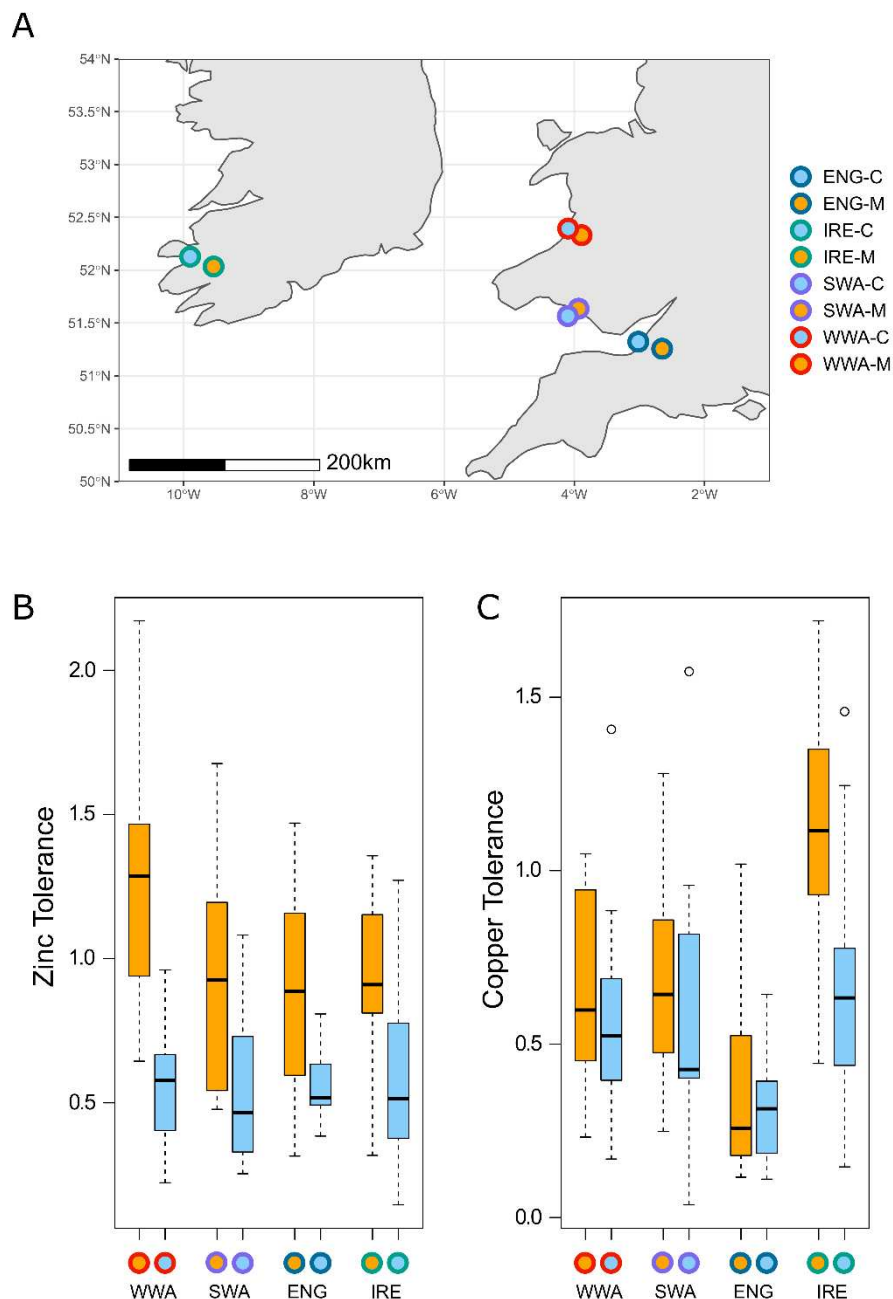 A
54°N
53.5°N
53°N
52.5°N
52°N
51.5°N
51°N
50.5°N
50°N
200km
10°W
8°W
6°W
4°W
2°W
ENG-C
ENG-M
IRE-C
IRE-M
SWA-C
SWA-M
WWA-C
WWA-M
B
Zinc Tolerance
2.0
1.5
1.0
0.5
WWA
SWA
ENG
IRE
C
Copper Tolerance
1.5
1.0
0.5
0.0
WWA
SWA
ENG
IRE